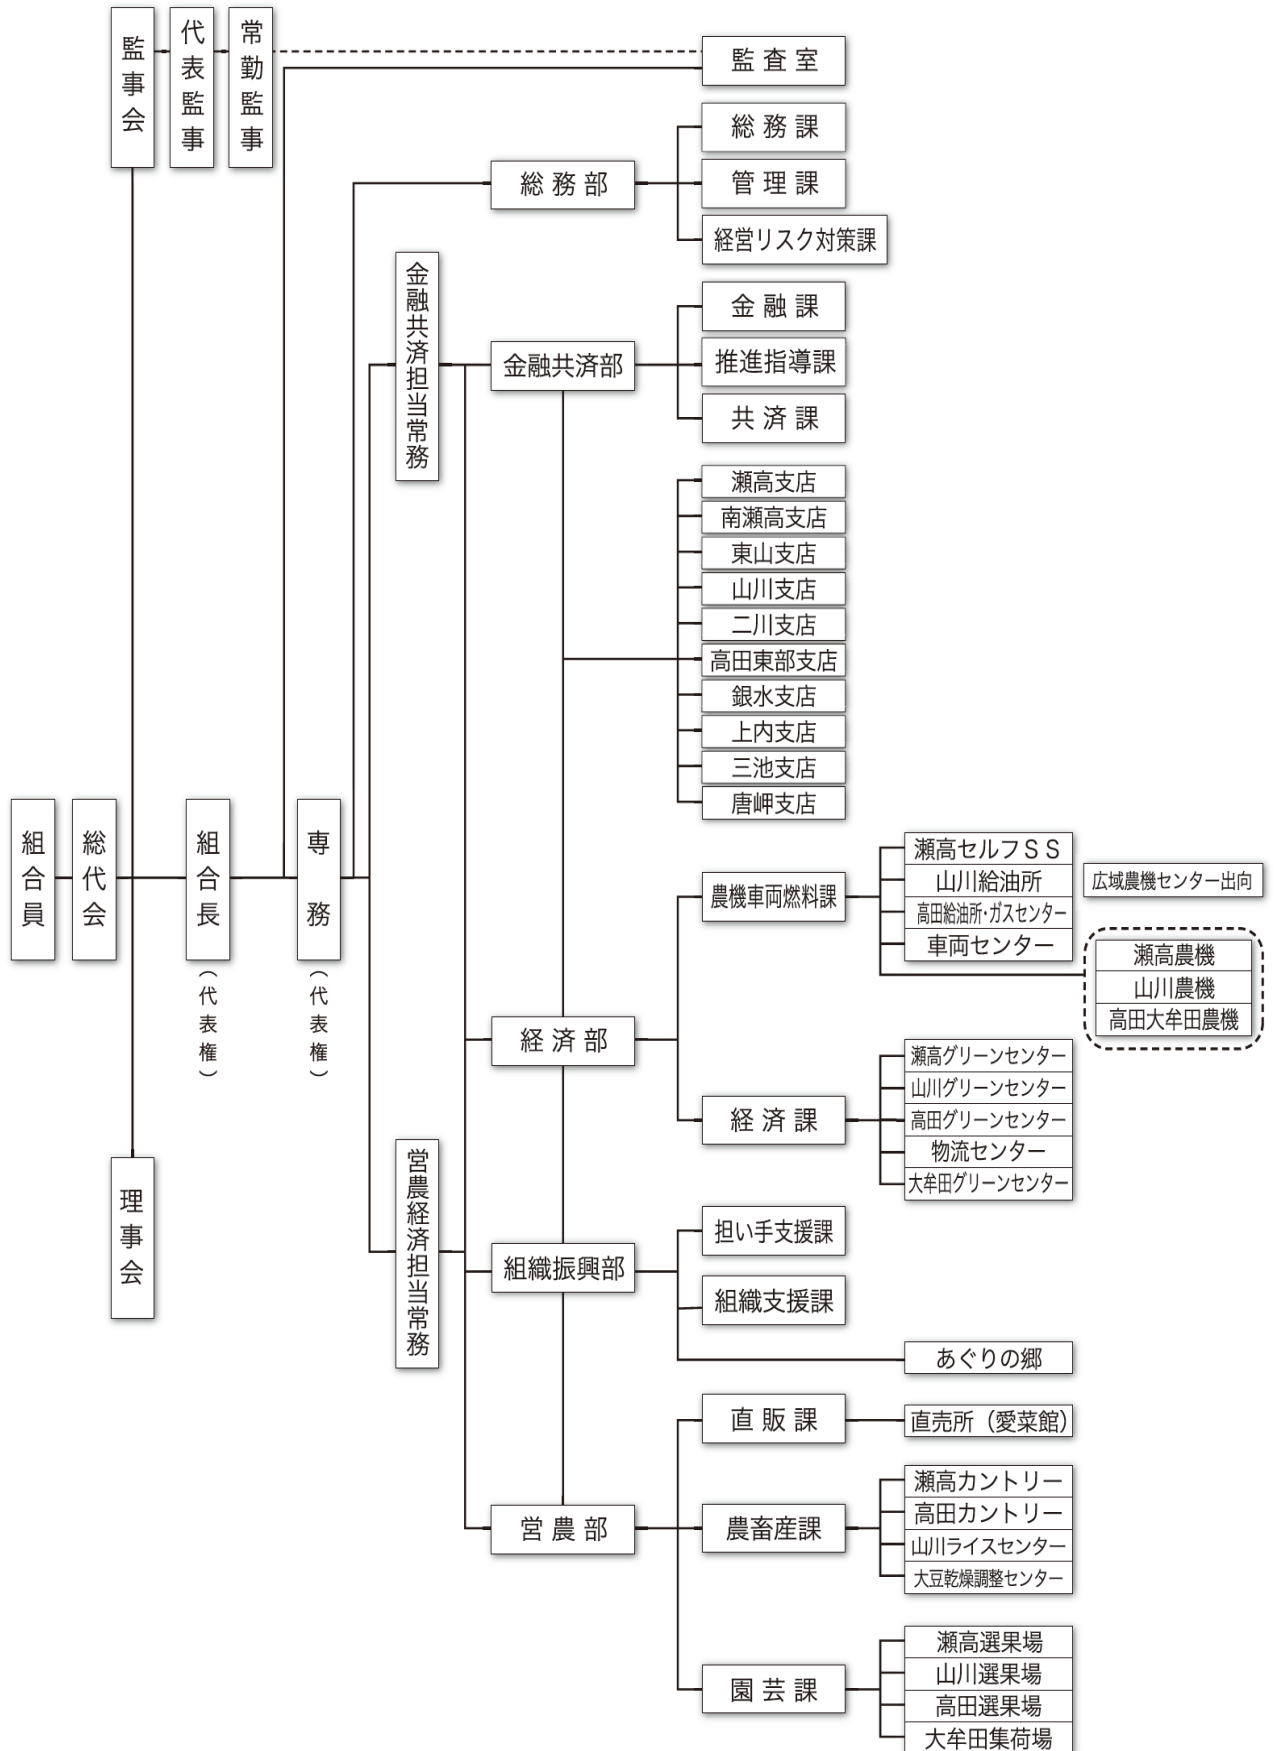 監事会
代表監事
常勤監事
監査室
総務部
総務課
管理課
経営リスク対策課
金融共済担当常務
金融共済部
金融課
推進指導課
共済課
瀬高支店
南瀬高支店
東山支店
山川支店
二川支店
高田東部支店
銀水支店
上内支店
三池支店
唐岬支店
組合員
総代会
組合長
（代表権）
専務
（代表権）
理事会
営農経済担当常務
経済部
農機車両燃料課
瀬高セルフＳＳ
山川給油所
高田給油所・ガスセンター
車両センター
広域農機センター出向
瀬高農機
山川農機
高田大牟田農機
経済課
瀬高グリーンセンター
山川グリーンセンター
高田グリーンセンター
物流センター
大牟田グリーンセンター
組織振興部
担い手支援課
組織支援課
あぐりの郷
営農部
直販課
直売所（愛菜館）
農畜産課
瀬高カントリー
高田カントリー
山川ライスセンター
大豆乾燥調整センター
園芸課
瀬高選果場
山川選果場
高田選果場
大牟田集荷場